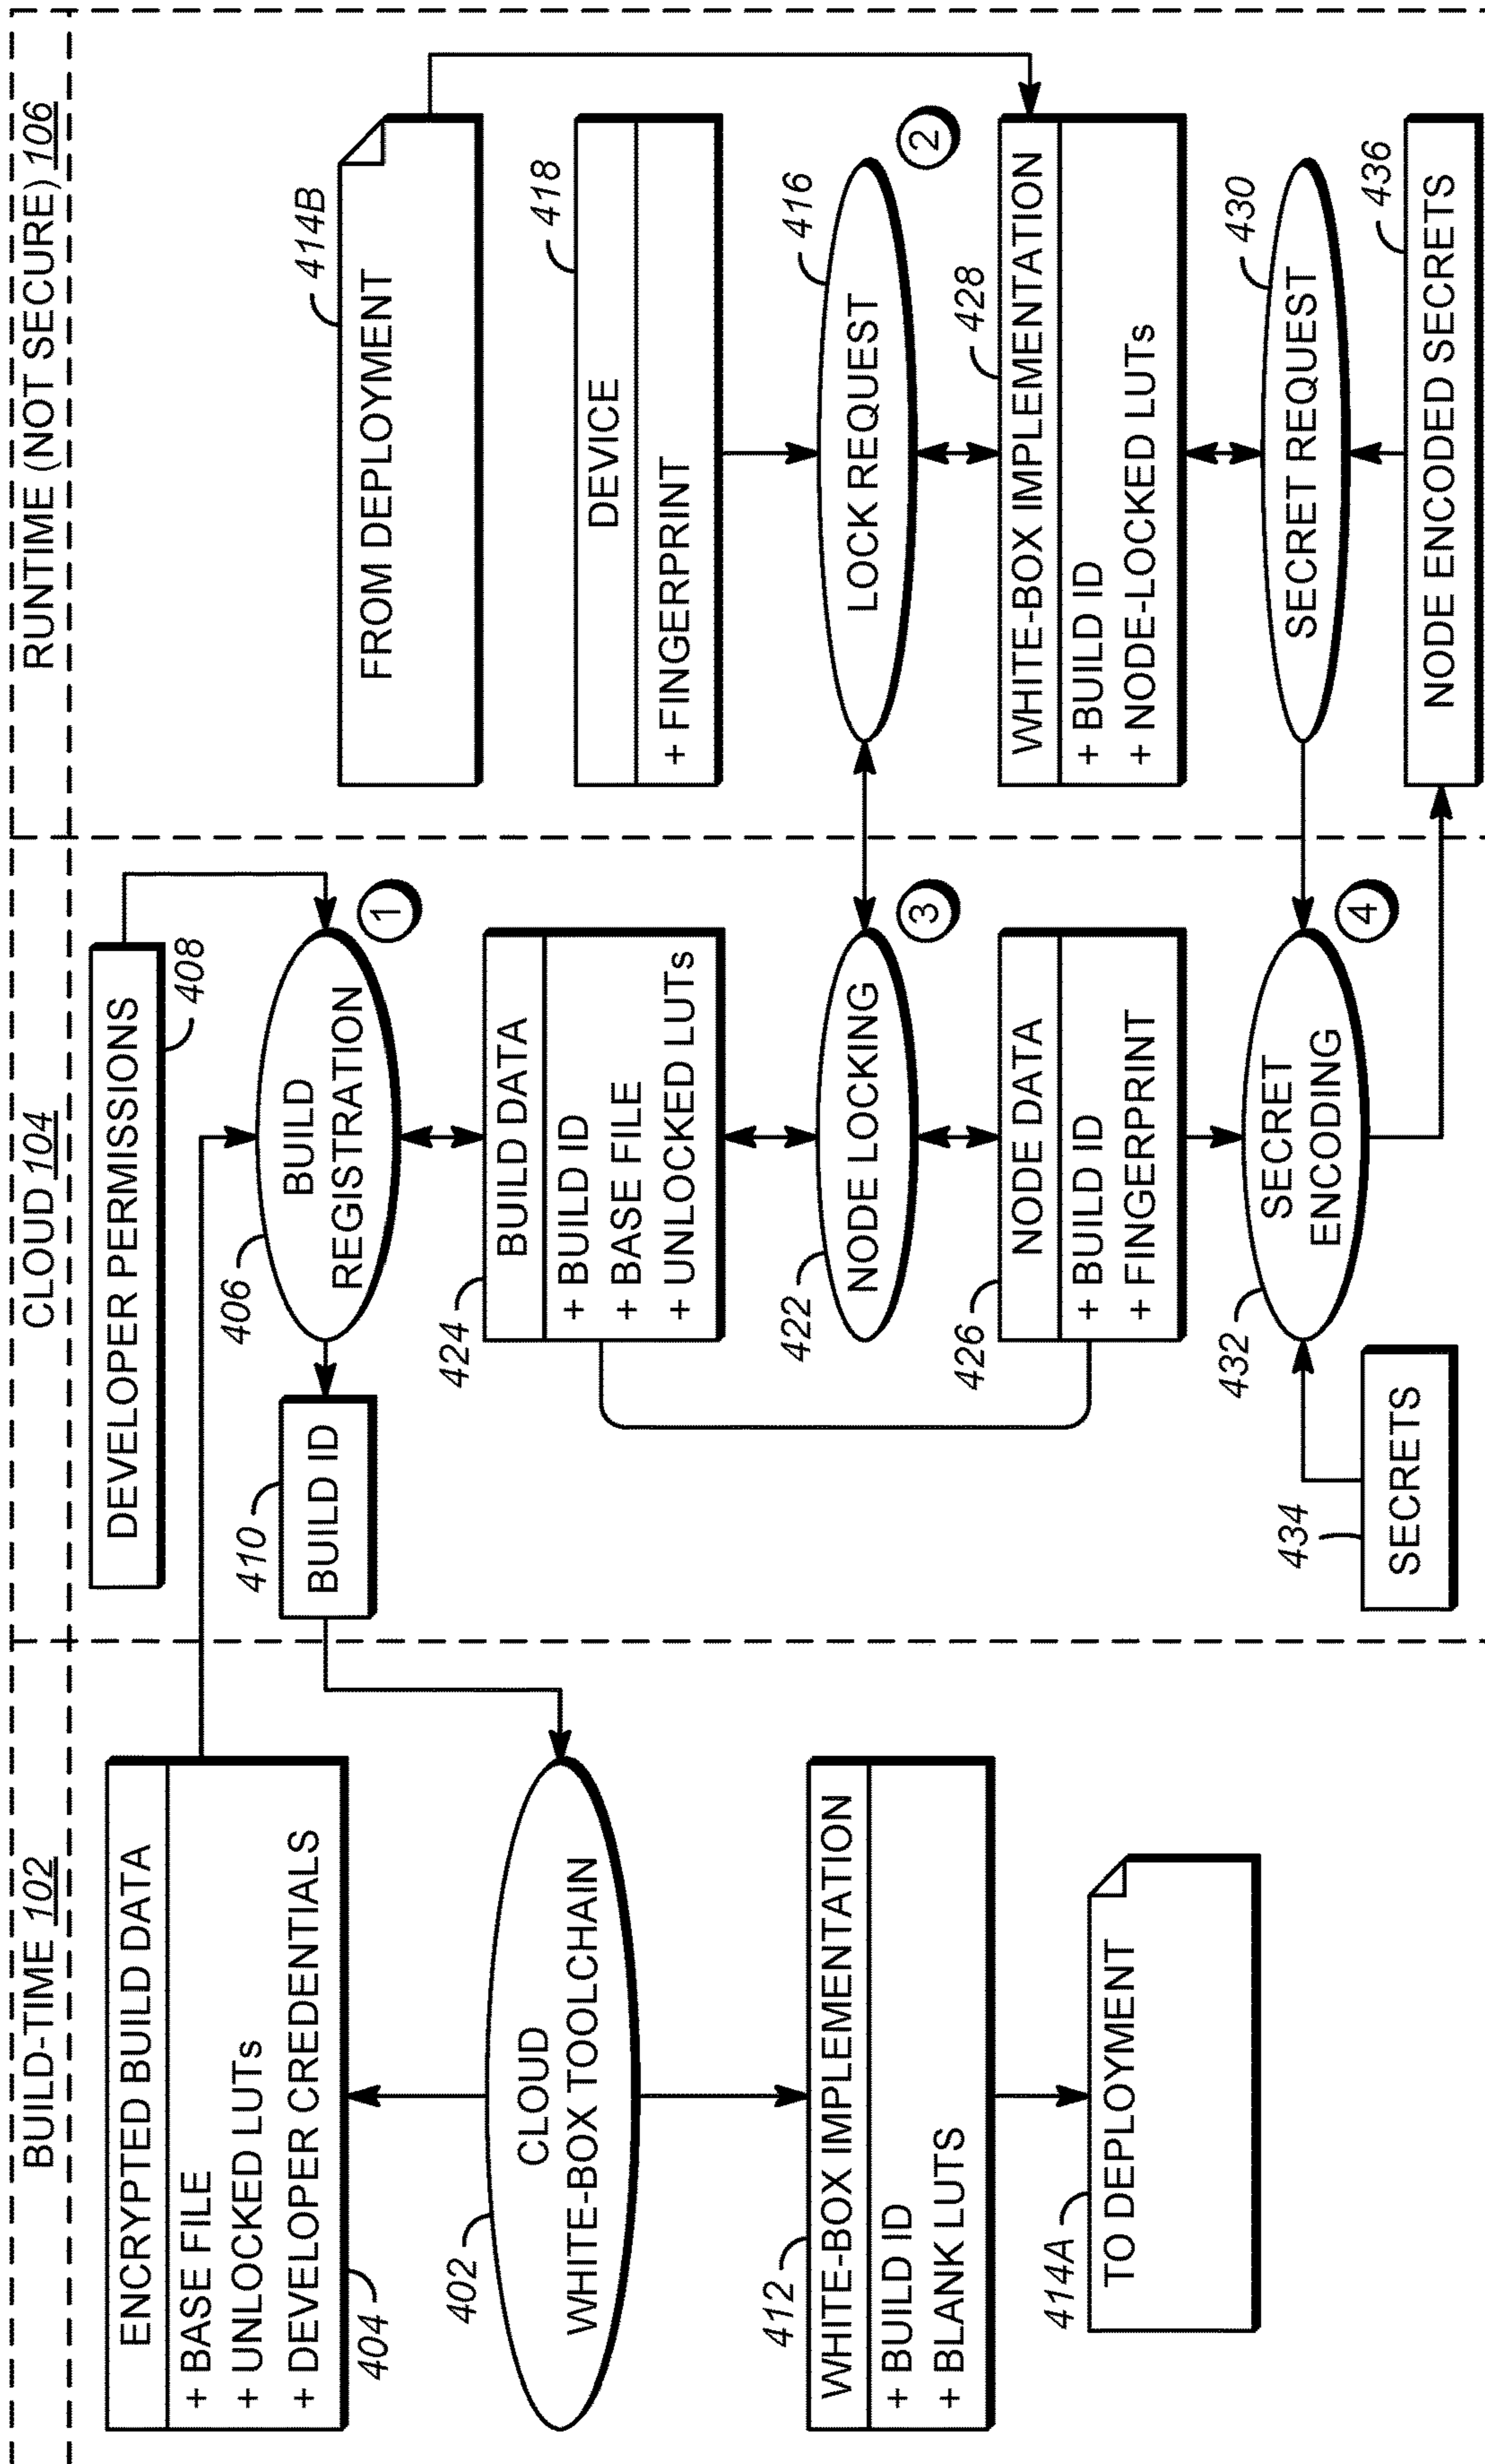 BUILD-TIME 102
ENCRYPTED BUILD DATA
+ BASE FILE
+ UNLOCKED LUTs
+ DEVELOPER CREDENTIALS
404
402
CLOUD
WHITE-BOX TOOLCHAIN
412
WHITE-BOX IMPLEMENTATION
+ BUILD ID
+ BLANK LUTS
414A
TO DEPLOYMENT
CLOUD 104
DEVELOPER PERMISSIONS
408
406
BUILD
REGISTRATION
1
410
BUILD ID
424
BUILD DATA
+ BUILD ID
+ BASE FILE
+ UNLOCKED LUTs
422
NODE LOCKING
3
426
NODE DATA
+ BUILD ID
+ FINGERPRINT
432
SECRET
ENCODING
4
434
SECRETS
RUNTIME (NOT SECURE) 106
414B
FROM DEPLOYMENT
418
DEVICE
+ FINGERPRINT
416
LOCK REQUEST
2
428
WHITE-BOX IMPLEMENTATION
+ BUILD ID
+ NODE-LOCKED LUTs
430
SECRET REQUEST
436
NODE ENCODED SECRETS